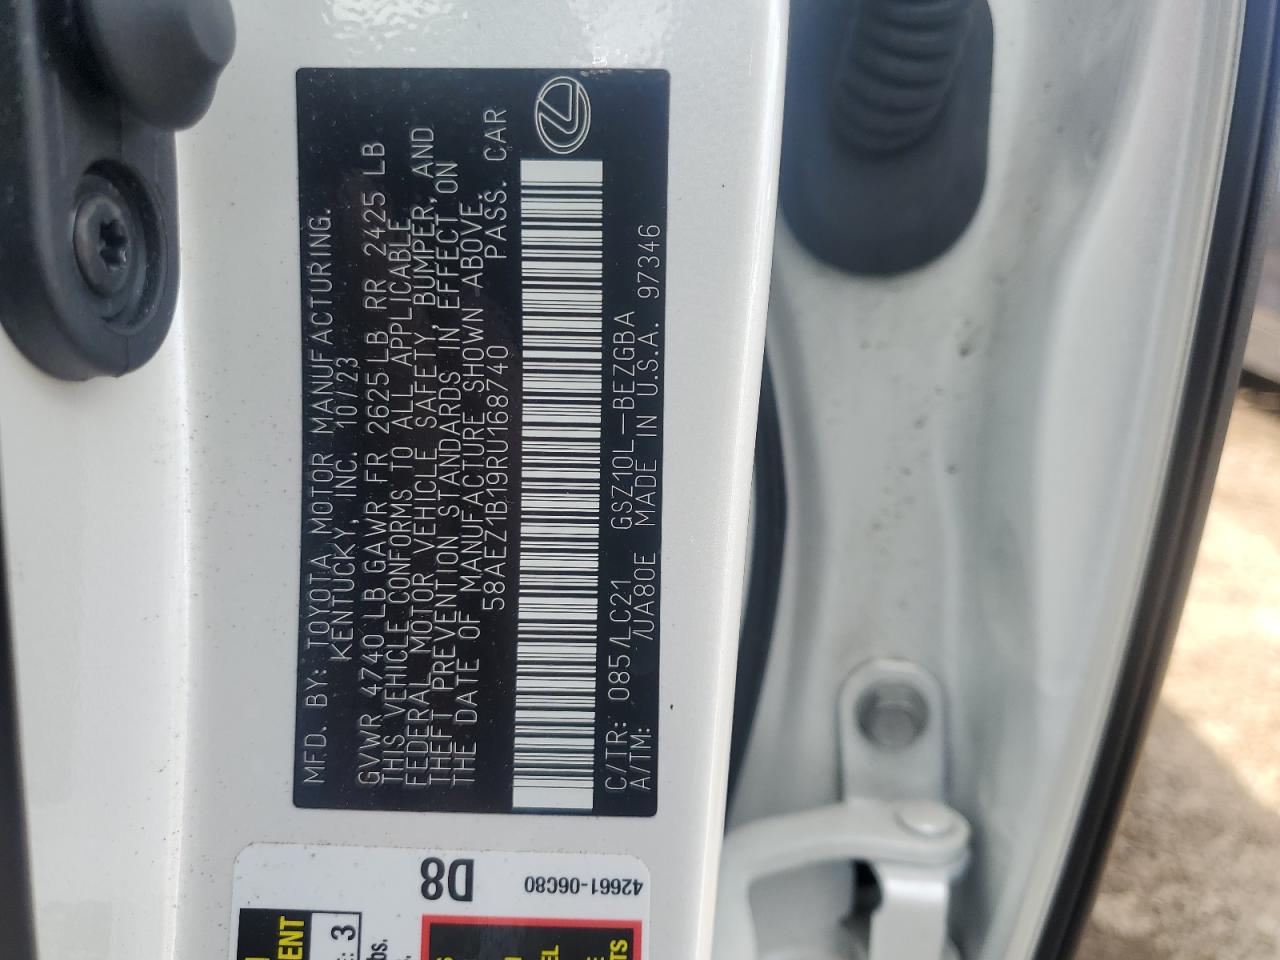 MFD. BY: TOYOTA MOTOR MANUFACTURING.
KENTUCKY, INC. 10/23
GVWR 4740 LB GAWR FR 2625 LB RR 2425 LB
THIS VEHICLE CONFORMS TO ALL APPLICABLE
FEDERAL MOTOR VEHICLE SAFETY, BUMPER, AND
THEFT PREVENTION STANDARDS IN EFFECT ON
THE DATE OF MANUFACTURE SHOWN ABOVE.
58AEZ1B19RU168740 PASS. CAR
C/TR: 085/LC21 GSZ10L-BEZGBA
A/TM: /UA80E MADE IN U.S.A. 97346
D8
42661-06C80
3